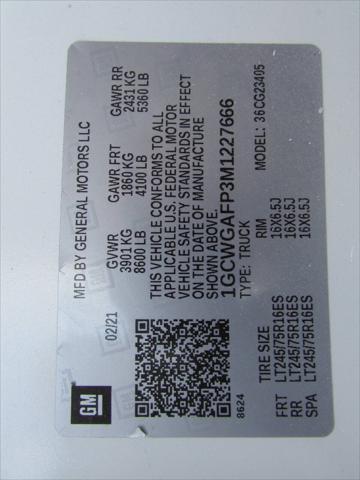 GM
MFD BY GENERAL MOTORS LLC
02/21
GVWR GAWR FRT GAWR RR
3901 KG 1860 KG 2431 KG
8600 LB 4100 LB 5360 LB
THIS VEHICLE CONFORMS TO ALL
APPLICABLE U.S. FEDERAL MOTOR
VEHICLE SAFETY STANDARDS IN EFFECT
ON THE DATE OF MANUFACTURE
SHOWN ABOVE.
1GCWGAFP3M1227666
TYPE: TRUCK MODEL: 36CG23405
8624
TIRE SIZE RIM
FRT LT245/75R16ES 16X6.5J
RR LT245/75R16ES 16X6.5J
SPA LT245/75R16ES 16X6.5J